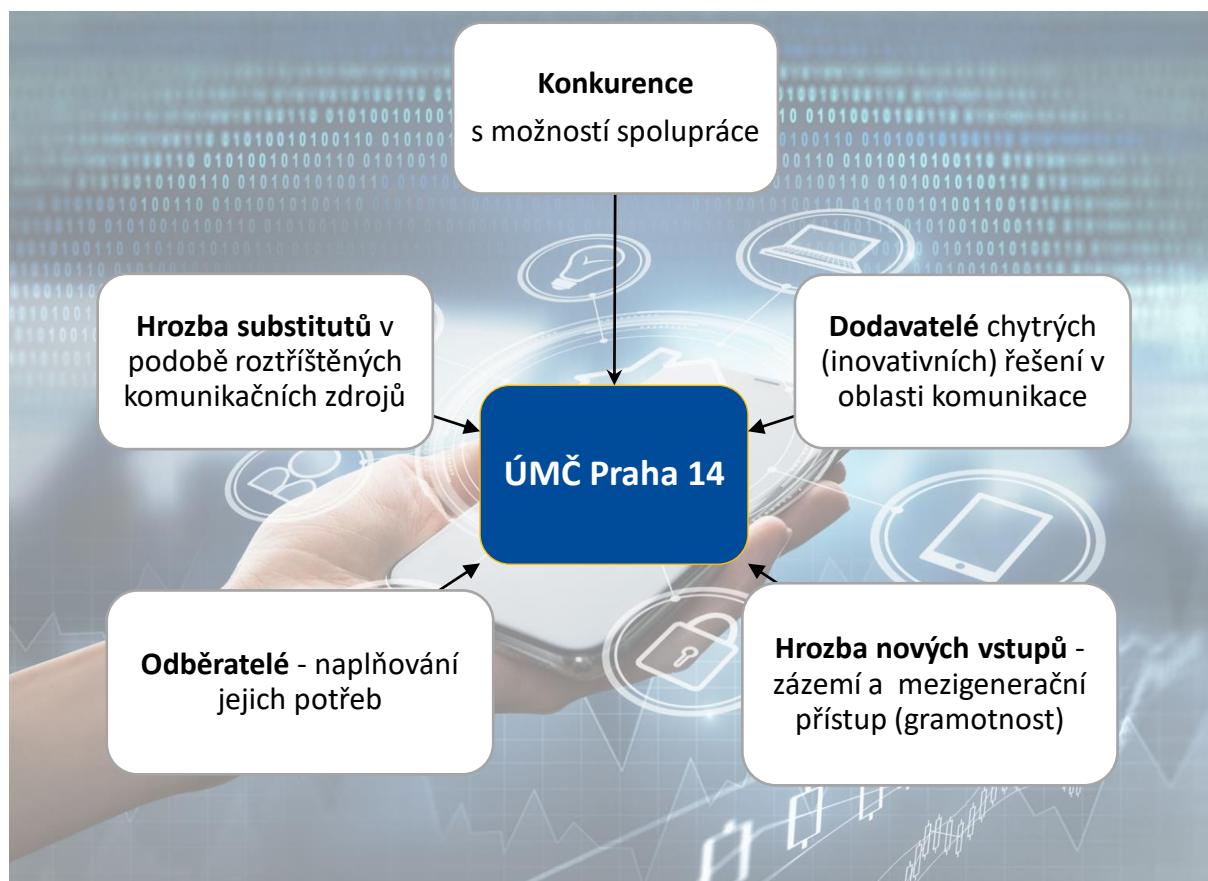 Konkurence
s možností spolupráce
Hrozba substitutů v
podobě roztříštěných
komunikačních zdrojů
Dodavatelé chytrých
(inovativních) řešení v
oblasti komunikace
ÚMČ Praha 14
Odběratelé - naplňování
jejich potřeb
Hrozba nových vstupů -
zázemí a mezigenerační
přístup (gramotnost)